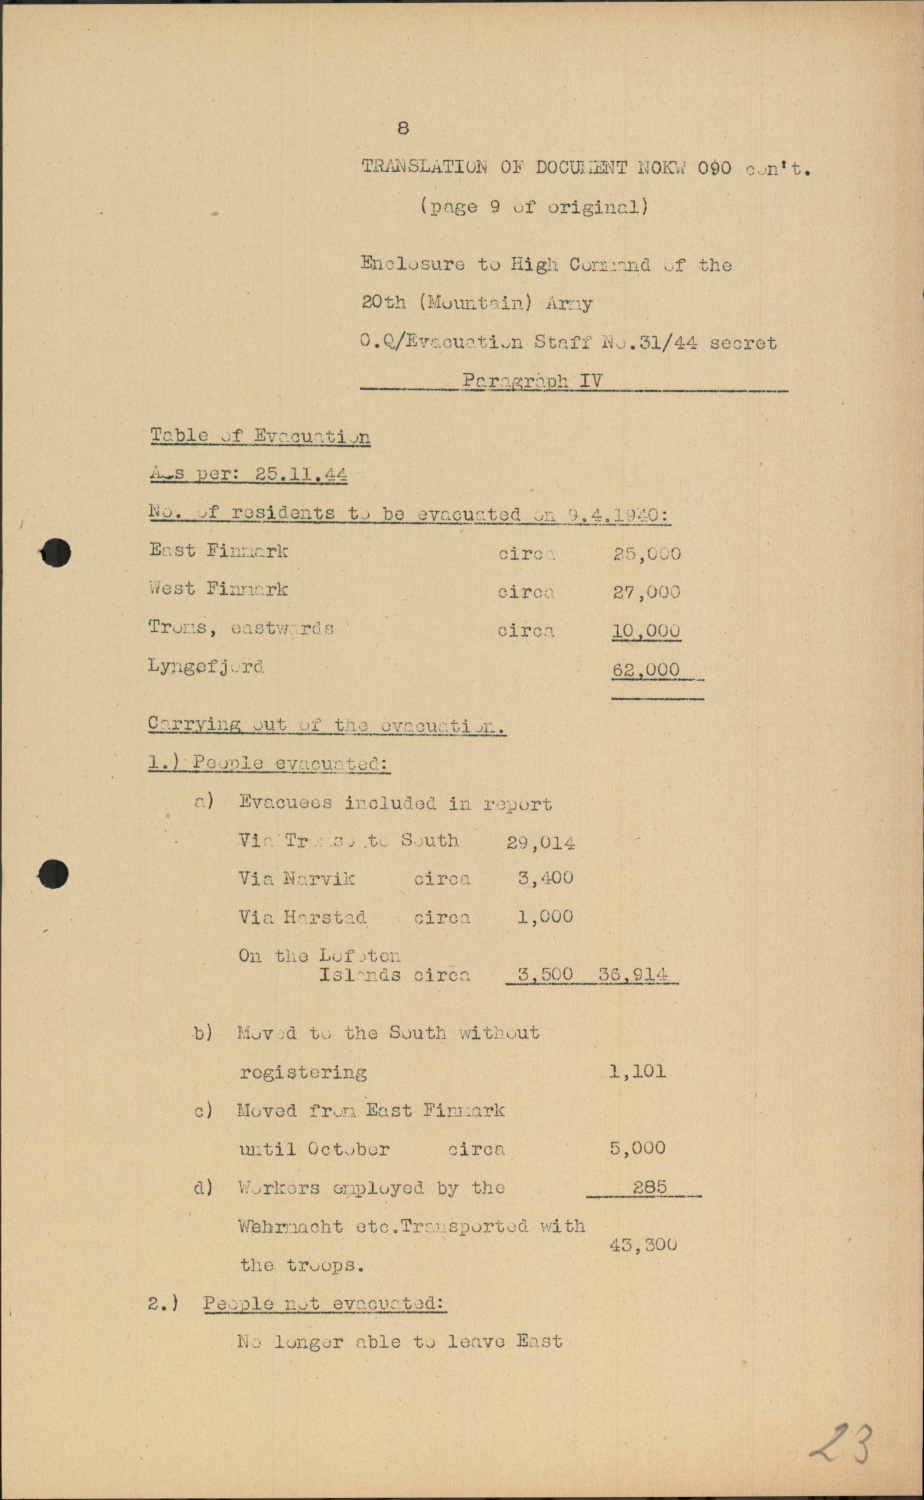 8
TRANSLATION OF DOCUMENT NOKW 090 con't.
(page 9 of original)
Enclosure to High Command of the
20th (Mountain) Army
O.Q/Evacuation Staff No.31/44 secret
Paragraph IV
Table of Evacuation
As per: 25.11.44
No. of residents to be evacuated on 9.4.1940:
East Finmark circa 25,000
West Finmark circa 27,000
Troms, eastwards circa 10,000
Lyngefjord 62,000
Carrying out of the evacuation.
1.) People evacuated:
a) Evacuees included in report
Via Tromso to South 29,014
Via Narvik circa 3,400
Via Harstad circa 1,000
On the Lofoten
Islands circa 3,500 36,914
b) Moved to the South without
registering 1,101
c) Moved from East Finmark
until October circa 5,000
d) Workers employed by the 285
Wehrmacht etc.Transported with
43,300
the troops.
2.) People not evacuated:
No longer able to leave East
23